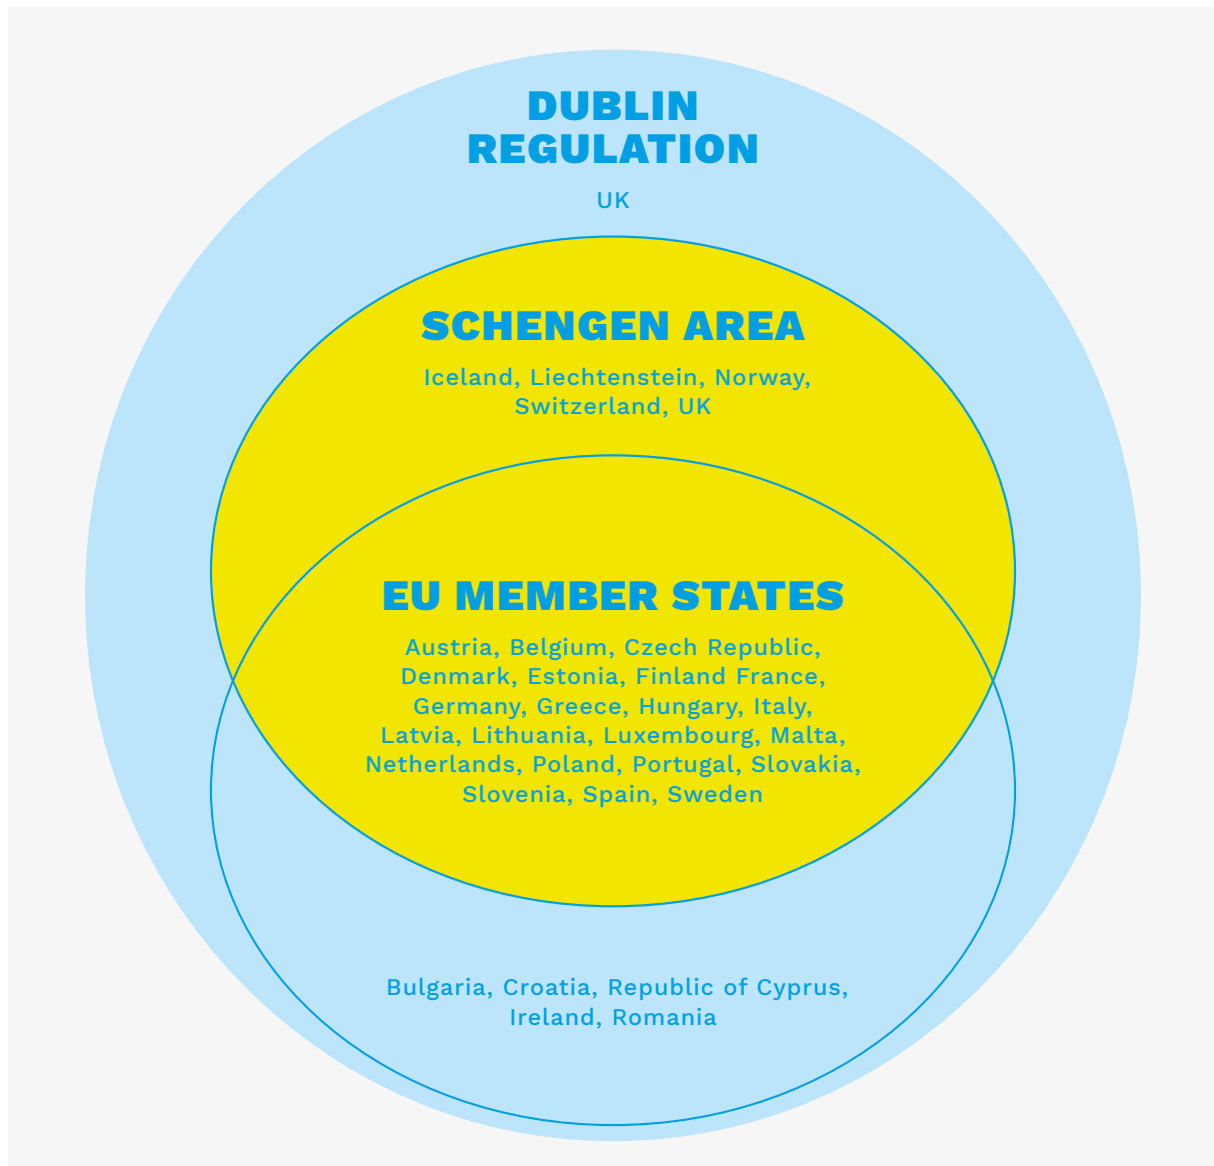 DUBLIN
REGULATION
UK
SCHENGEN AREA
Iceland, Liechtenstein, Norway,
Switzerland, UK
EU MEMBER STATES
Austria, Belgium, Czech Republic,
Denmark, Estonia, Finland France,
Germany, Greece, Hungary, Italy,
Latvia, Lithuania, Luxembourg, Malta,
Netherlands, Poland, Portugal, Slovakia,
Slovenia, Spain, Sweden
Bulgaria, Croatia, Republic of Cyprus,
Ireland, Romania